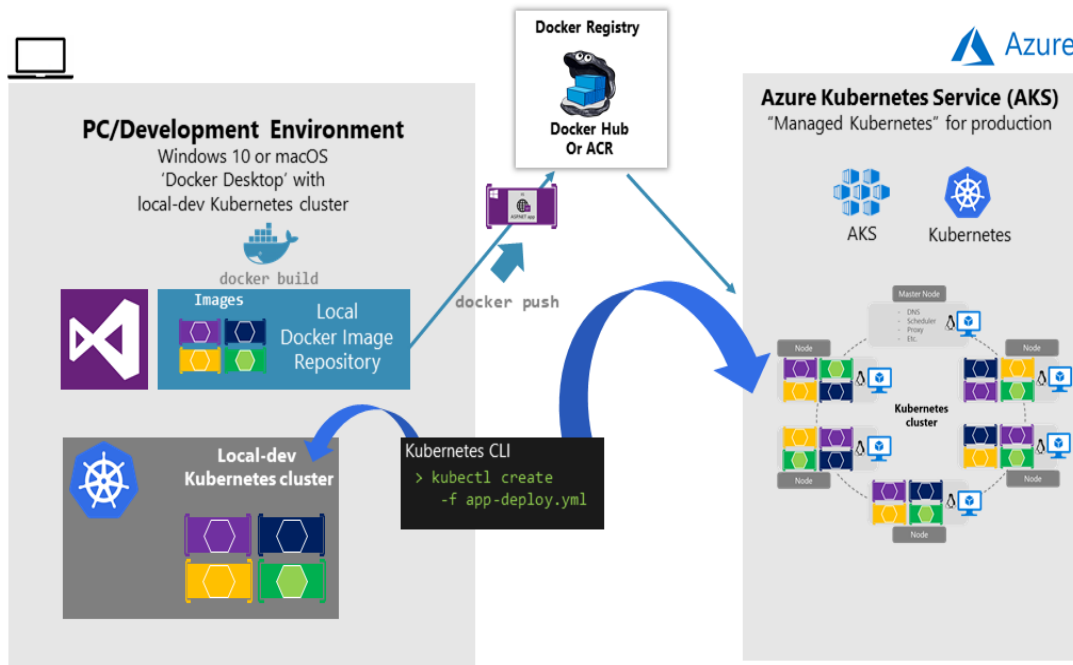 Docker Registry
Docker Hub
Or ACR
Azure
PC/Development Environment
Windows 10 or macOS
'Docker Desktop' with
local-dev Kubernetes cluster
docker build
Images
Local
Docker Image
Repository
ASP.NET app
docker push
Local-dev
Kubernetes cluster
Kubernetes CLI
> kubectl create
-f app-deploy.yml
Azure Kubernetes Service (AKS)
"Managed Kubernetes" for production
AKS
Kubernetes
Master Node
- DNS
- Scheduler
- Proxy
- Etc.
Node
Node
Kubernetes
cluster
Node
Node
Node